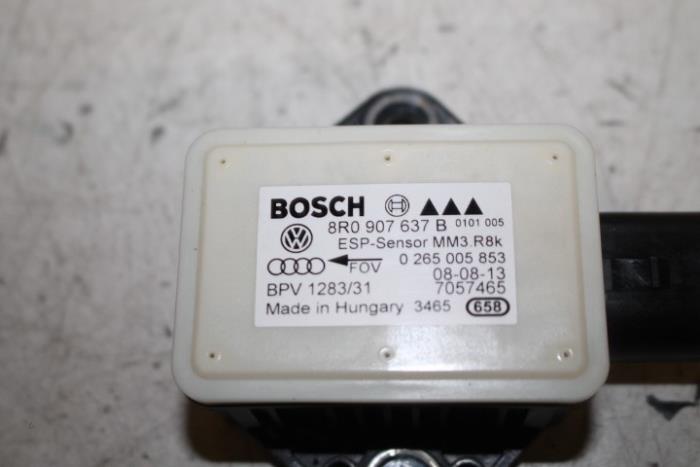 BOSCH
8R0 907 637 B 0101 005
ESP-Sensor MM3.R8k
FOV 0 265 005 853
08-08-13
BPV 1283/31 7057465
Made in Hungary 3465 658